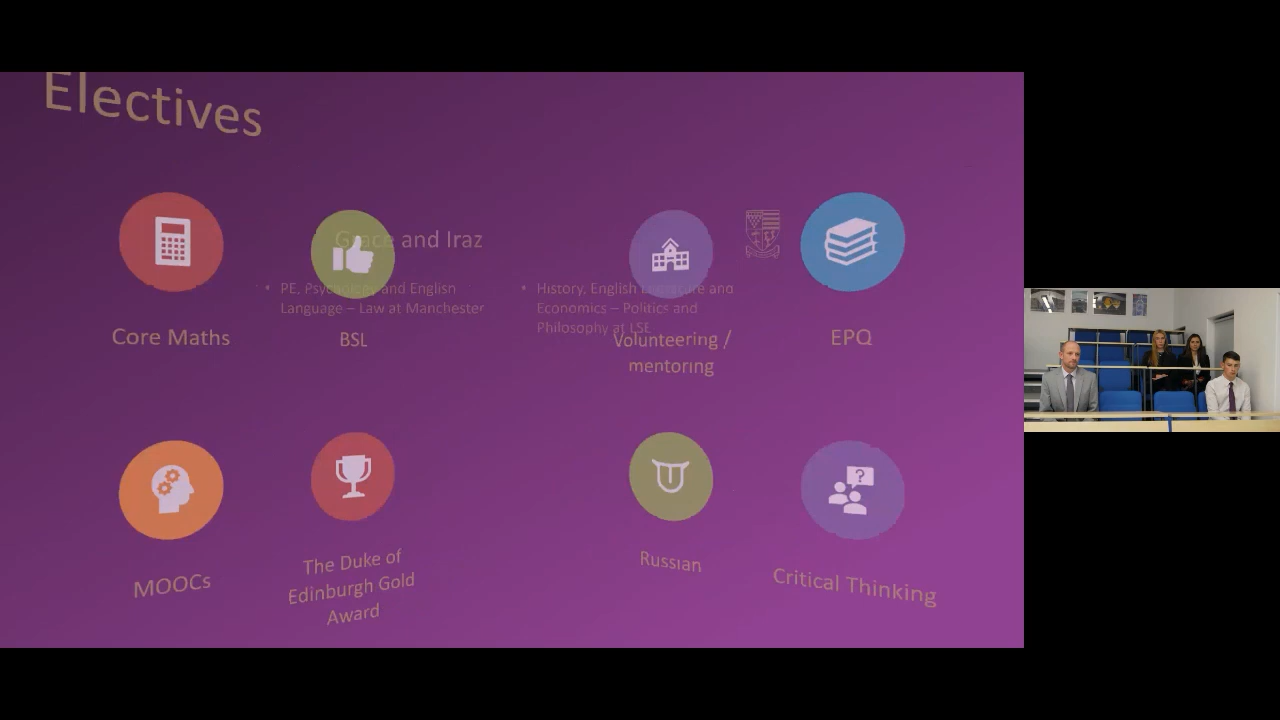 Electives
Grace and Iraz
PE, Psychology and English
Language – Law at Manchester
History, English Literature and
Economics – Politics and
Philosophy at LSE
Core Maths
BSL
Volunteering /
mentoring
EPQ
MOOCs
The Duke of
Edinburgh Gold
Award
Russian
Critical Thinking